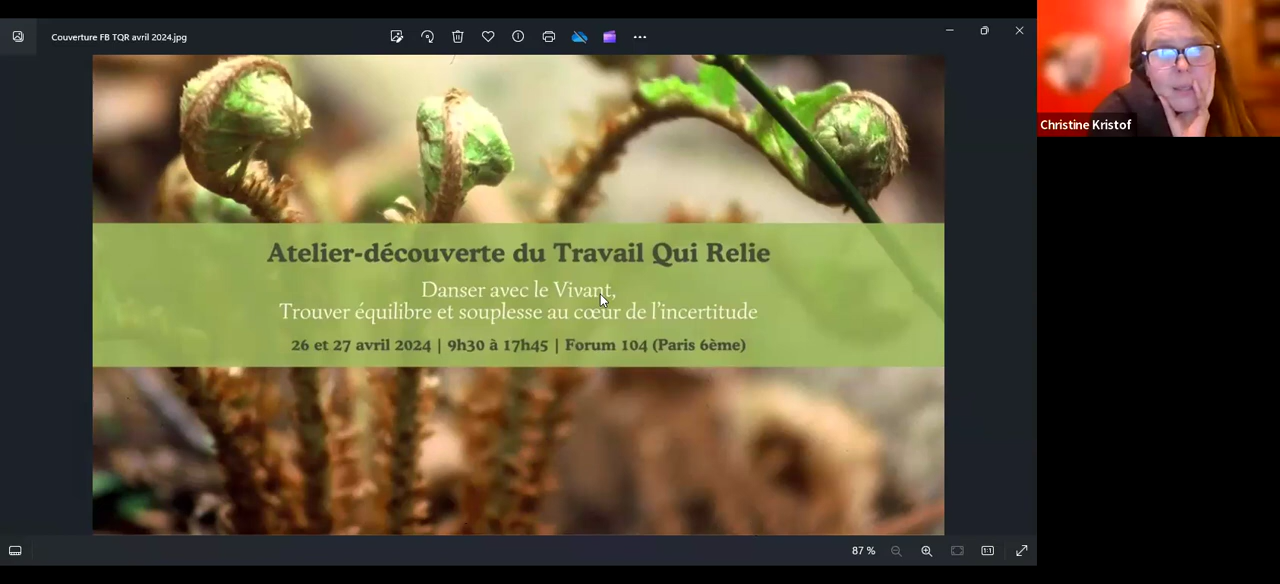 Couverture FB TQR avril 2024.jpg
Christine Kristof
Atelier-découverte du Travail Qui Relie
Danser avec le Vivant,
Trouver équilibre et souplesse au cœur de l'incertitude
26 et 27 avril 2024 | 9h30 à 17h45 | Forum 104 (Paris 6ème)
87 %
1:1